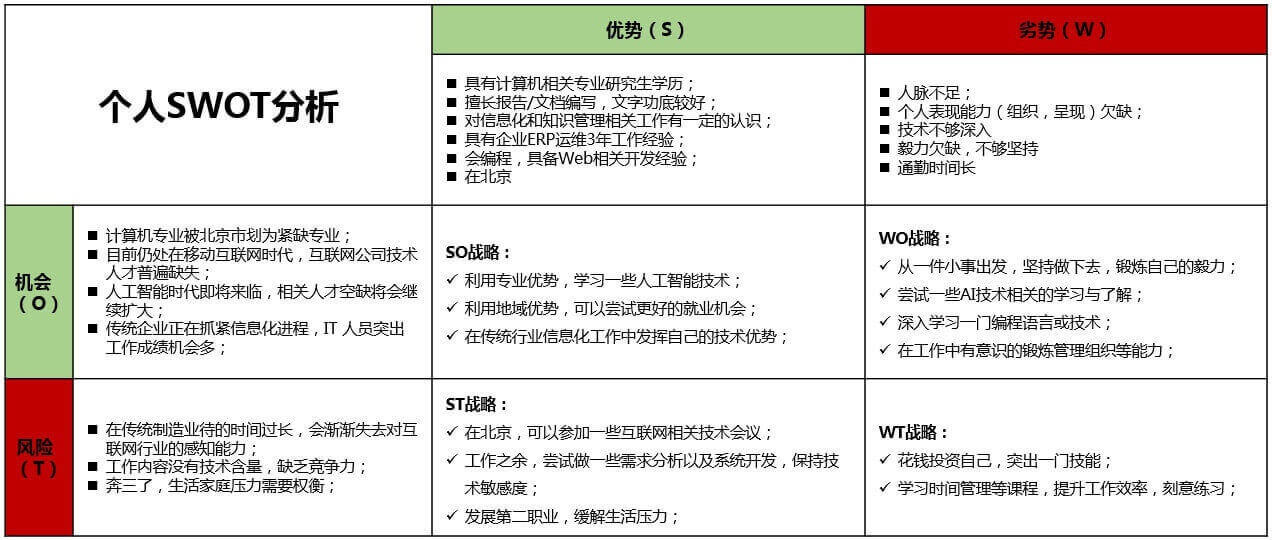 个人SWOT分析
优势（S）
劣势（W）
■ 具有计算机相关专业研究生学历；
■ 擅长报告/文档编写，文字功底较好；
■ 对信息化和知识管理相关工作有一定的认识；
■ 具有企业ERP运维3年工作经验；
■ 会编程，具备Web相关开发经验；
■ 在北京
■ 人脉不足；
■ 个人表现能力（组织，呈现）欠缺；
■ 技术不够深入
■ 毅力欠缺，不够坚持
■ 通勤时间长
机会
（O）
■ 计算机专业被北京市划为紧缺专业；
■ 目前仍处在移动互联网时代，互联网公司技术
人才普遍缺失；
■ 人工智能时代即将来临，相关人才空缺将会继
续扩大；
■ 传统企业正在抓紧信息化进程，IT 人员突出
工作成绩机会多；
SO战略：
✓ 利用专业优势，学习一些人工智能技术；
✓ 利用地域优势，可以尝试更好的就业机会；
✓ 在传统行业信息化工作中发挥自己的技术优势；
WO战略：
✓ 从一件小事出发，坚持做下去，锻炼自己的毅力；
✓ 尝试一些AI技术相关的学习与了解；
✓ 深入学习一门编程语言或技术；
✓ 在工作中有意识的锻炼管理组织等能力；
风险
（T）
■ 在传统制造业待的时间过长，会渐渐失去对互
联网行业的感知能力；
■ 工作内容没有技术含量，缺乏竞争力；
■ 奔三了，生活家庭压力需要权衡；
ST战略：
✓ 在北京，可以参加一些互联网相关技术会议；
✓ 工作之余，尝试做一些需求分析以及系统开发，保持技
术敏感度；
✓ 发展第二职业，缓解生活压力；
WT战略：
✓ 花钱投资自己，突出一门技能；
✓ 学习时间管理等课程，提升工作效率，刻意练习；